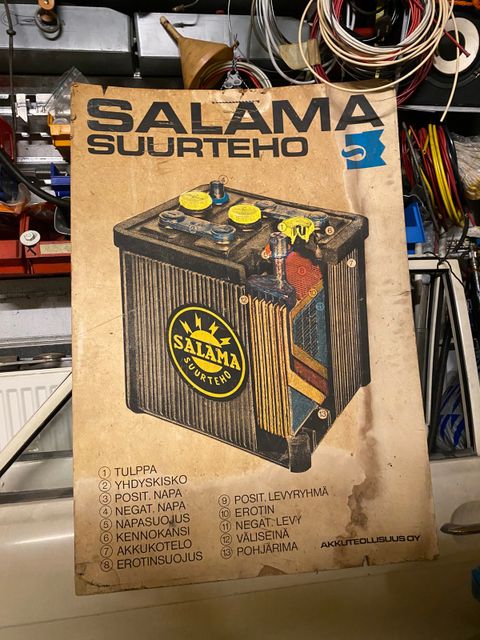 SALAMA
SUURTEHO
SALAMA
SUURTEHO
① TULPPA
② YHDYSKISKO
③ POSIT. NAPA
④ NEGAT. NAPA
⑤ NAPASUOJUS
⑥ KENNOKANSI
⑦ AKKUKOTELO
⑧ EROTINSUOJUS
⑨ POSIT. LEVYRYHMÄ
⑩ EROTIN
⑪ NEGAT. LEVY
⑫ VÄLISEINÄ
⑬ POHJÄRIMA
AKKUTEOLLISUUS OY